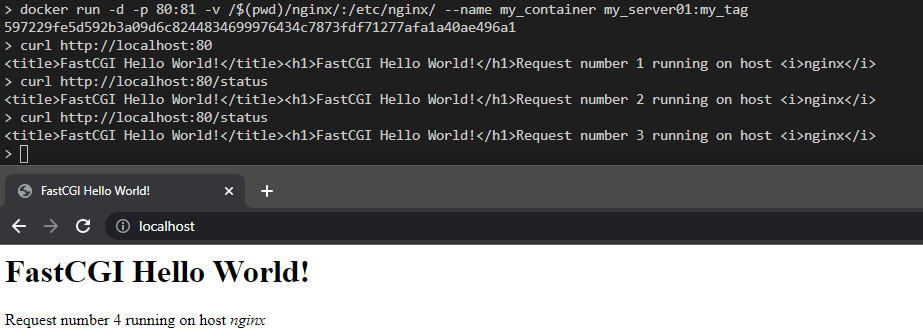 > docker run -d -p 80:81 -v /$(pwd)/nginx/:/etc/nginx/ --name my_container my_server01:my_tag
597229fe5d592b3a09d6c8244834699976434c7873fdf71277afa1a40ae496a1
> curl http://localhost:80
<title>FastCGI Hello World!</title><h1>FastCGI Hello World!</h1>Request number 1 running on host <i>nginx</i>
> curl http://localhost:80/status
<title>FastCGI Hello World!</title><h1>FastCGI Hello World!</h1>Request number 2 running on host <i>nginx</i>
> curl http://localhost:80/status
<title>FastCGI Hello World!</title><h1>FastCGI Hello World!</h1>Request number 3 running on host <i>nginx</i>
>
FastCGI Hello World!
localhost
FastCGI Hello World!
Request number 4 running on host nginx